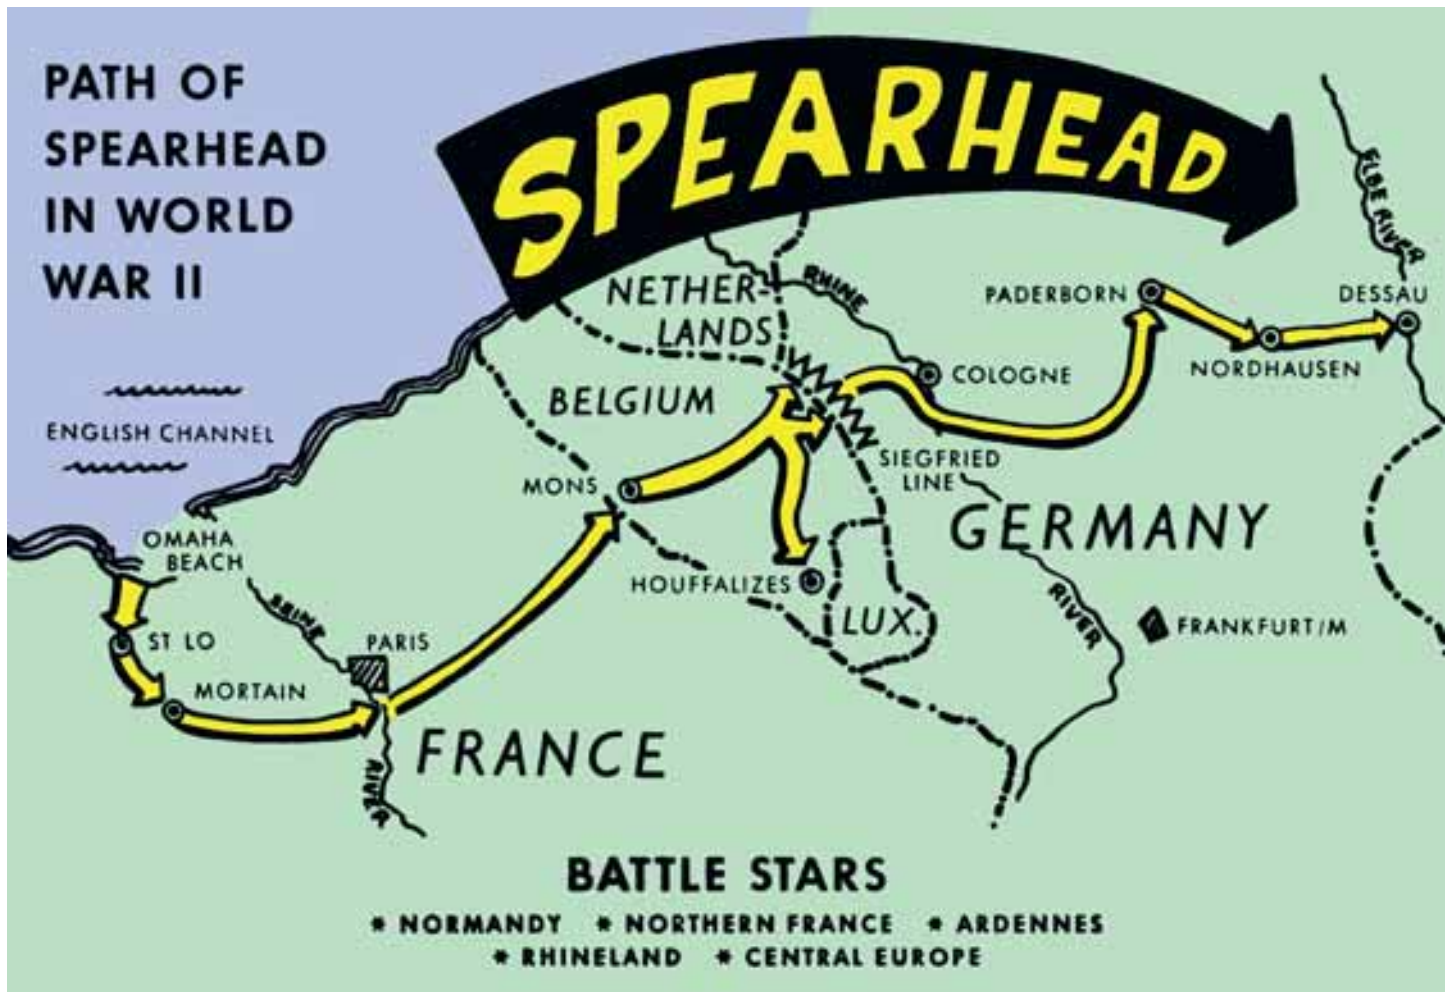 PATH OF
SPEARHEAD
IN WORLD
WAR II
SPEARHEAD
ELBE RIVER
NETHER-
LANDS
RHINE
PADERBORN
DESSAU
NORDHAUSEN
COLOGNE
BELGIUM
ENGLISH CHANNEL
SIEGFRIED
LINE
MONS
GERMANY
OMAHA
BEACH
HOUFFALIZES
LUX.
RIVER
FRANKFURT/M
SEINE
ST LO
PARIS
MORTAIN
FRANCE
RIVER
BATTLE STARS
* NORMANDY * NORTHERN FRANCE * ARDENNES
* RHINELAND * CENTRAL EUROPE